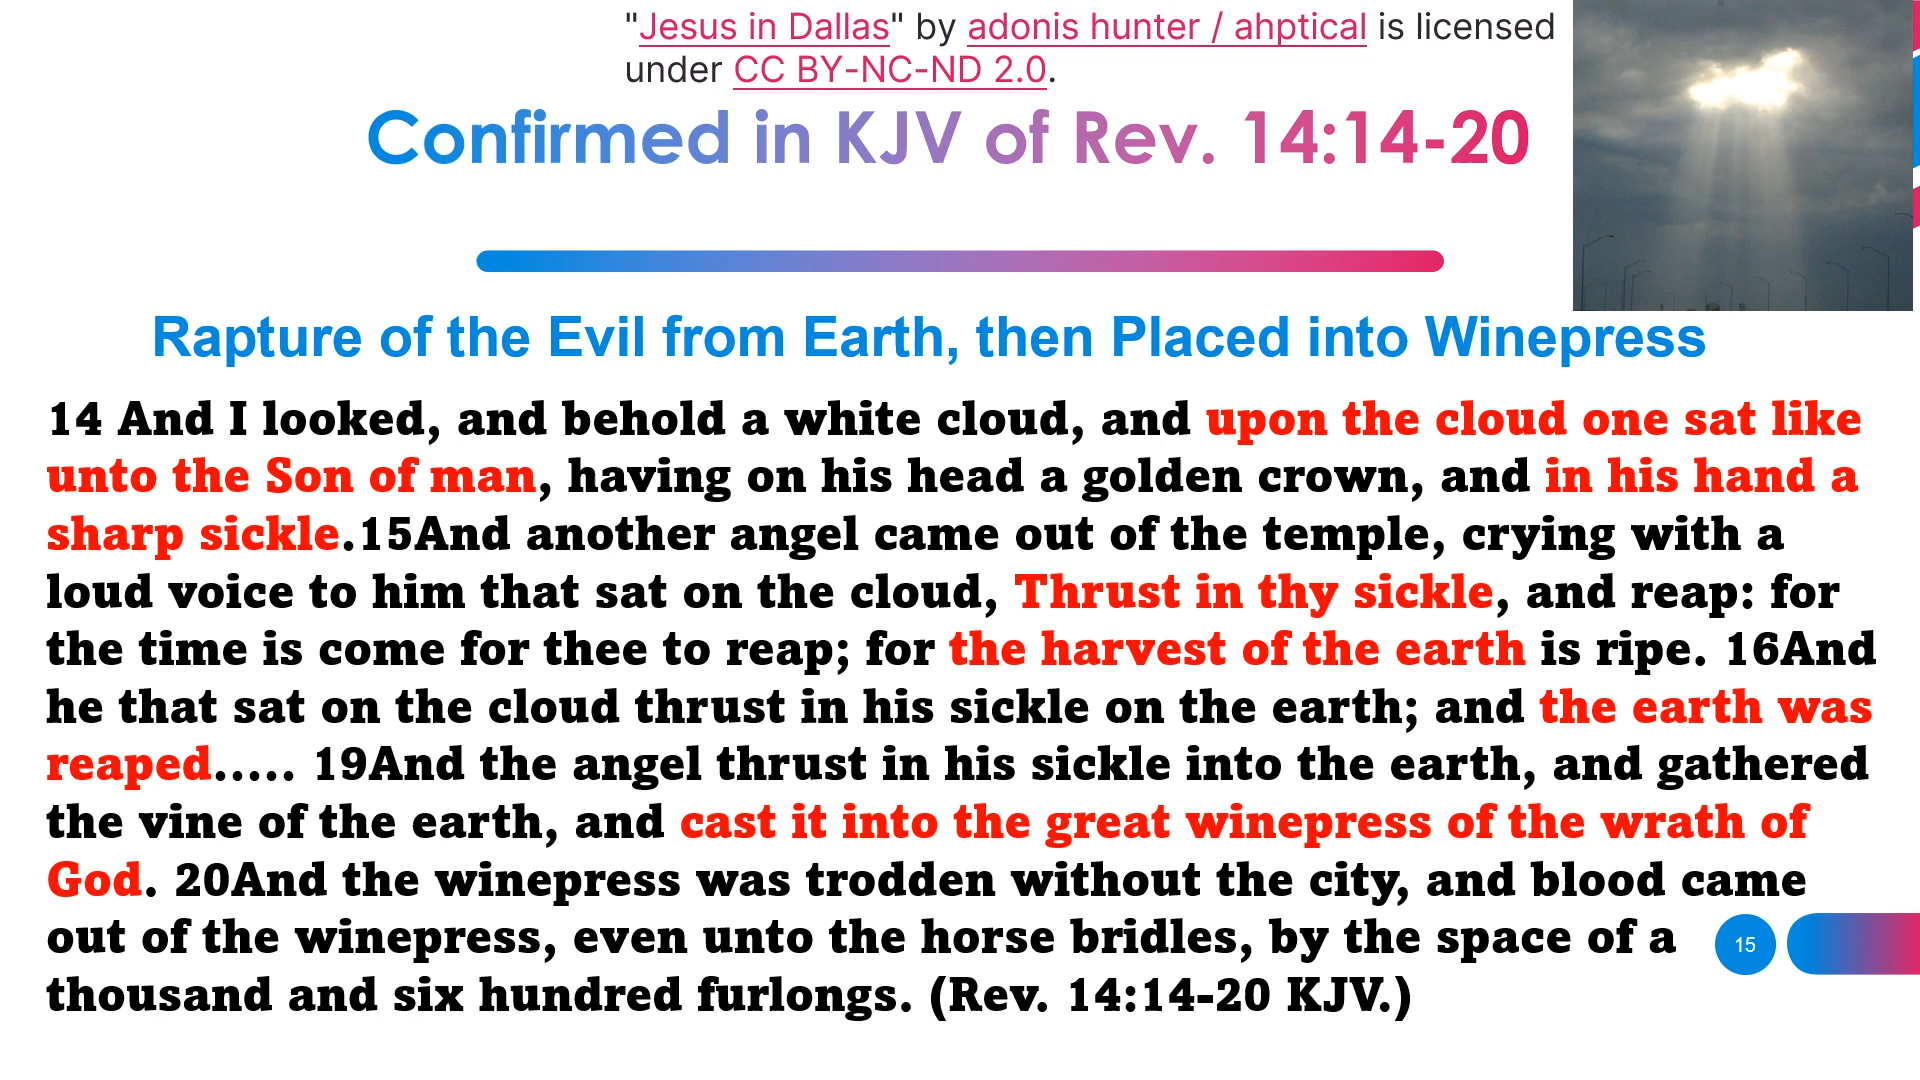 "Jesus in Dallas" by adonis hunter / ahptical is licensed
under CC BY-NC-ND 2.0.
Confirmed in KJV of Rev. 14:14-20
Rapture of the Evil from Earth, then Placed into Winepress
14 And I looked, and behold a white cloud, and upon the cloud one sat like
unto the Son of man, having on his head a golden crown, and in his hand a
sharp sickle.15And another angel came out of the temple, crying with a
loud voice to him that sat on the cloud, Thrust in thy sickle, and reap: for
the time is come for thee to reap; for the harvest of the earth is ripe. 16And
he that sat on the cloud thrust in his sickle on the earth; and the earth was
reaped..... 19And the angel thrust in his sickle into the earth, and gathered
the vine of the earth, and cast it into the great winepress of the wrath of
God. 20And the winepress was trodden without the city, and blood came
out of the winepress, even unto the horse bridles, by the space of a
thousand and six hundred furlongs. (Rev. 14:14-20 KJV.)
15